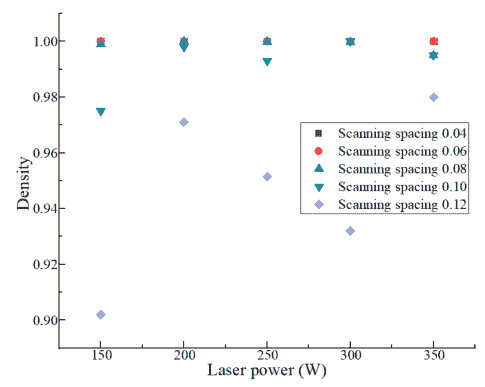 1.00
0.98
0.96
0.94
0.92
0.90
Density
Scanning spacing 0.04
Scanning spacing 0.06
Scanning spacing 0.08
Scanning spacing 0.10
Scanning spacing 0.12
150 200 250 300 350
Laser power (W)